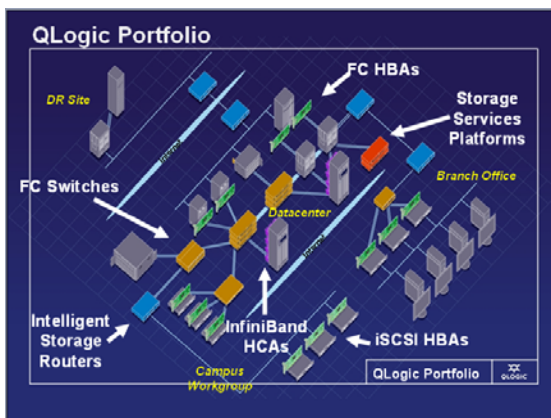 QLogic Portfolio
FC HBAs
DR Site
Storage
Services
Platforms
FC Switches
Branch Office
Datacenter
Intelligent
Storage
Routers
InfiniBand
HCAs
iSCSI HBAs
Campus
Workgroup
QLogic Portfolio
QLOGIC